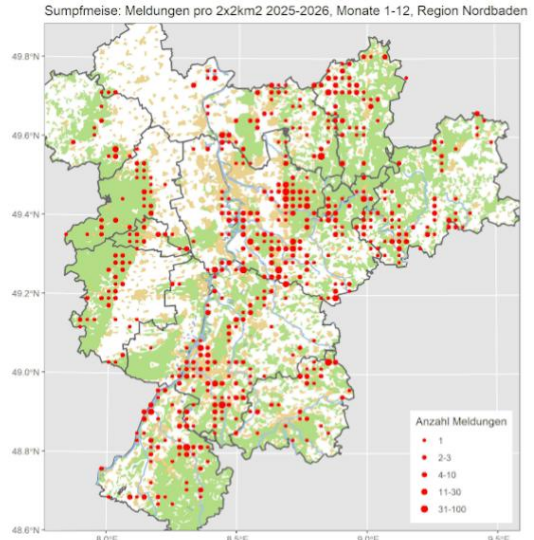 Sumpfmeise: Meldungen pro 2x2km2 2025-2026, Monate 1-12, Region Nordbaden
49.8°N
49.6°N
49.4°N
49.2°N
49.0°N
48.8°N
48.6°N
Anzahl Meldungen
1
2-3
4-10
11-30
31-100
8.0°E
8.5°E
9.0°E
9.5°E